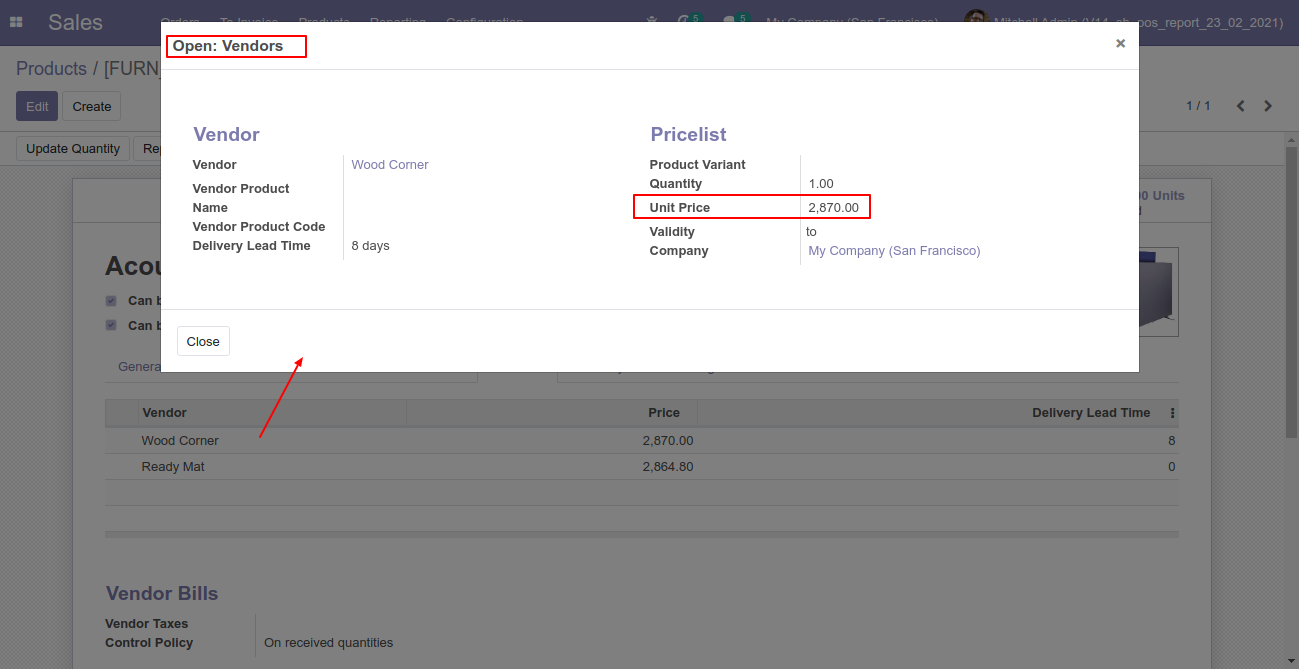 Sales
Orders To Invoice Products Reporting Configuration 5 5 My Company (San Francisco) Mitchell Admin (V14_sh_pos_report_23_02_2021)
Open: Vendors ×
Products / [FURN_
Edit Create 1 / 1
Update Quantity Re
Vendor
Vendor Wood Corner
Vendor Product Name
Vendor Product Code
Delivery Lead Time 8 days
Pricelist
Product Variant
Quantity 1.00
Unit Price 2,870.00
Validity to
Company My Company (San Francisco)
Units
Acou
Can b
Can b
Close
Genera
Vendor Price Delivery Lead Time
Wood Corner 2,870.00 8
Ready Mat 2,864.80 0
Vendor Bills
Vendor Taxes
Control Policy On received quantities